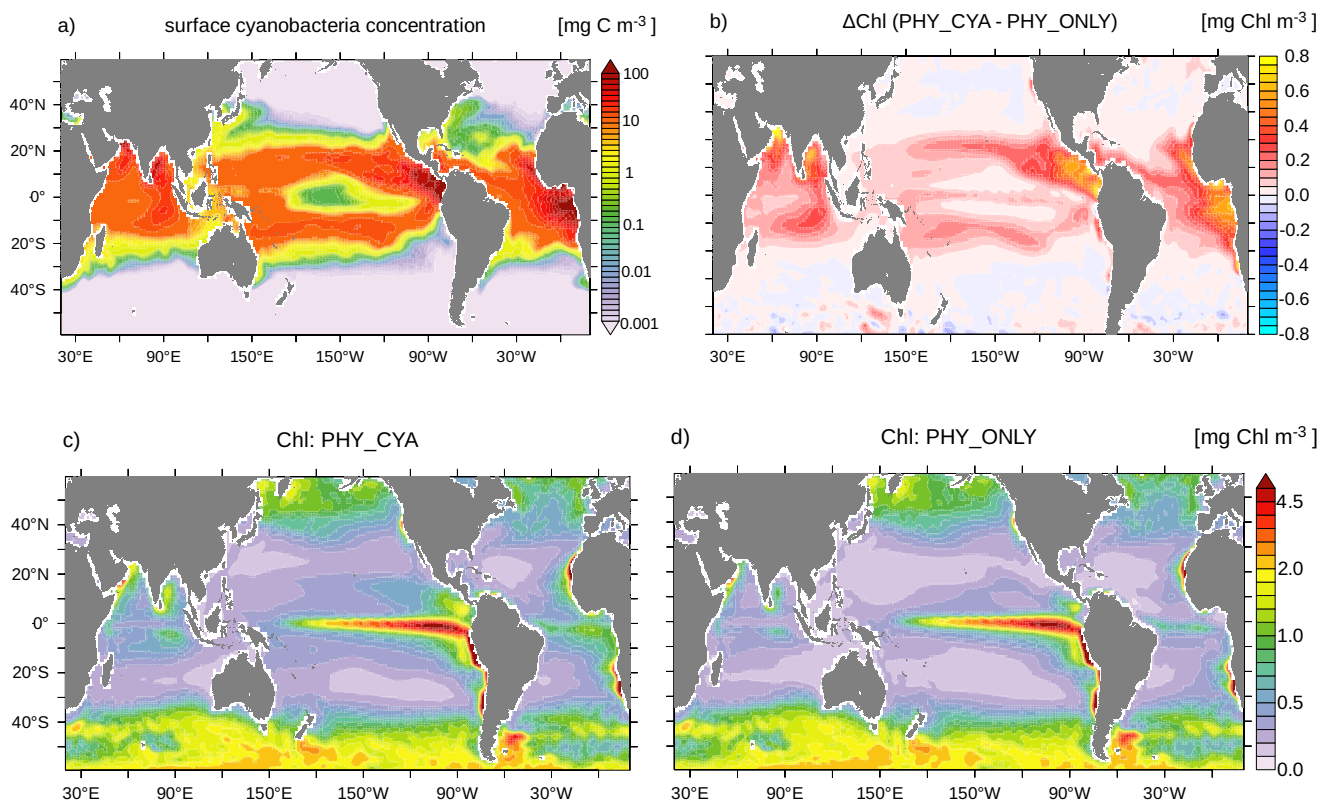 a) surface cyanobacteria concentration [mg C m-3 ]
100
10
1
0.1
0.01
0.001
40°N
20°N
0°
20°S
40°S
30°E 90°E 150°E 150°W 90°W 30°W
b) ΔChl (PHY_CYA - PHY_ONLY) [mg Chl m-3 ]
0.8
0.6
0.4
0.2
0.0
-0.2
-0.4
-0.6
-0.8
30°E 90°E 150°E 150°W 90°W 30°W
c) Chl: PHY_CYA
40°N
20°N
0°
20°S
40°S
30°E 90°E 150°E 150°W 90°W 30°W
d) Chl: PHY_ONLY [mg Chl m-3 ]
4.5
2.0
1.0
0.5
0.0
30°E 90°E 150°E 150°W 90°W 30°W